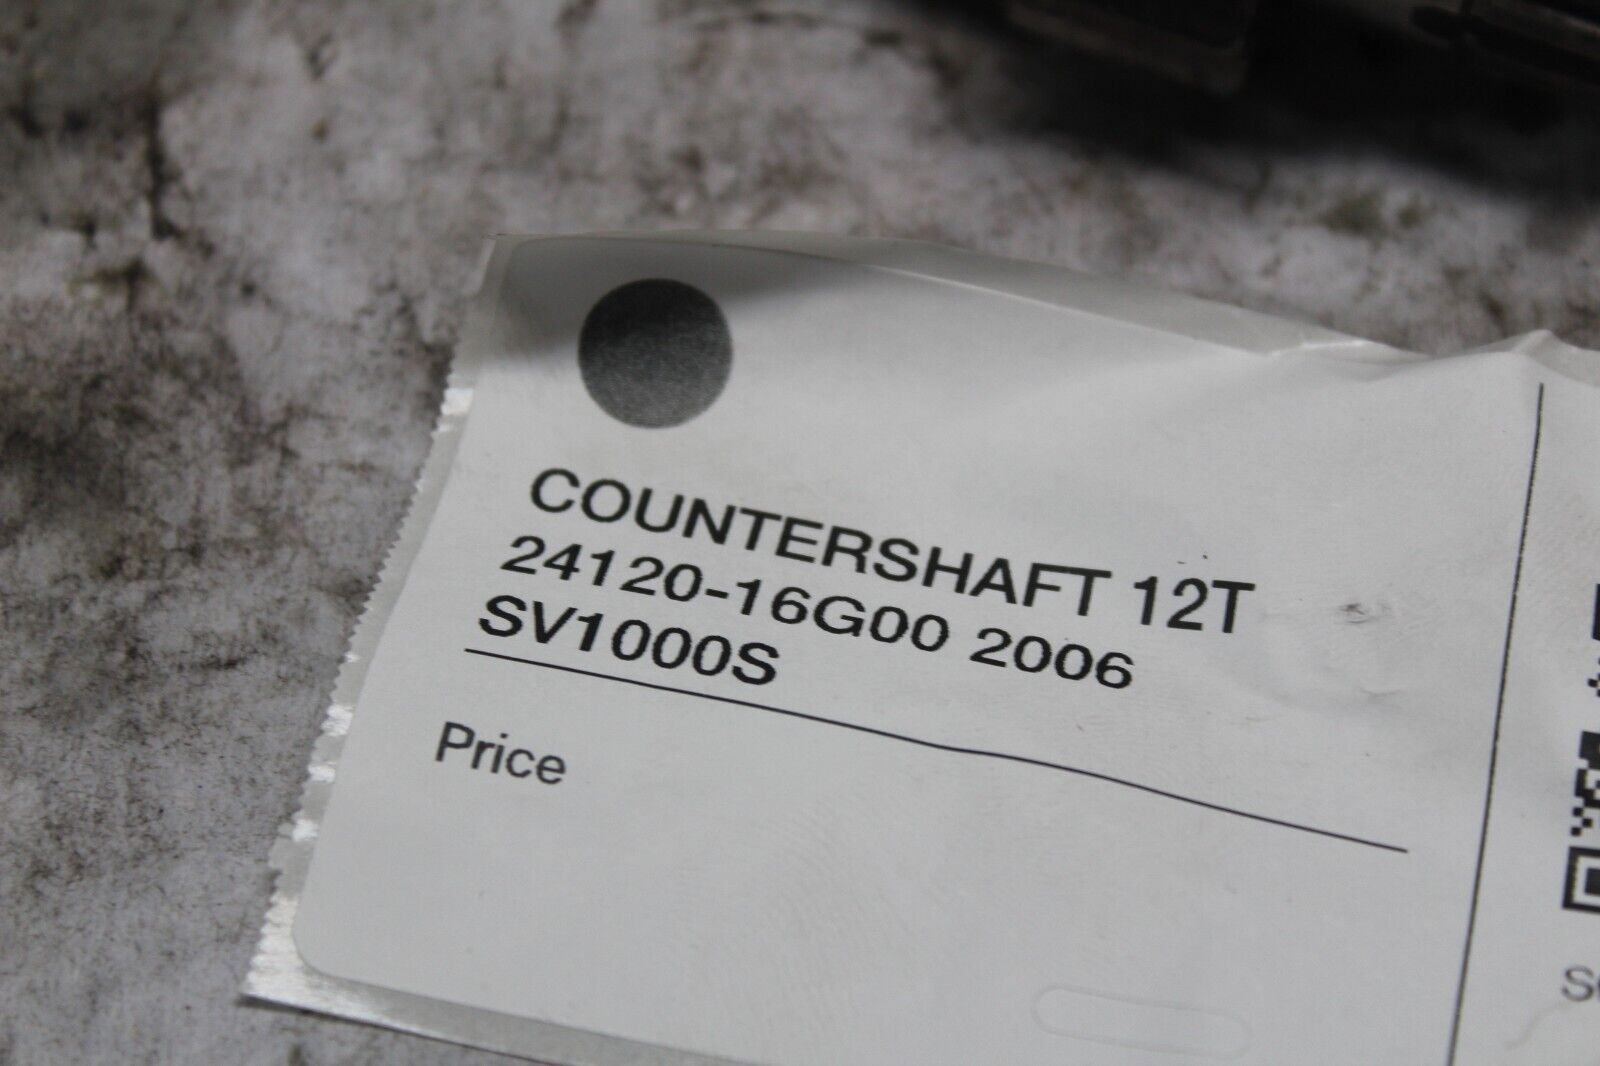 COUNTERSHAFT 12T
24120-16G00 2006
SV1000S
Price